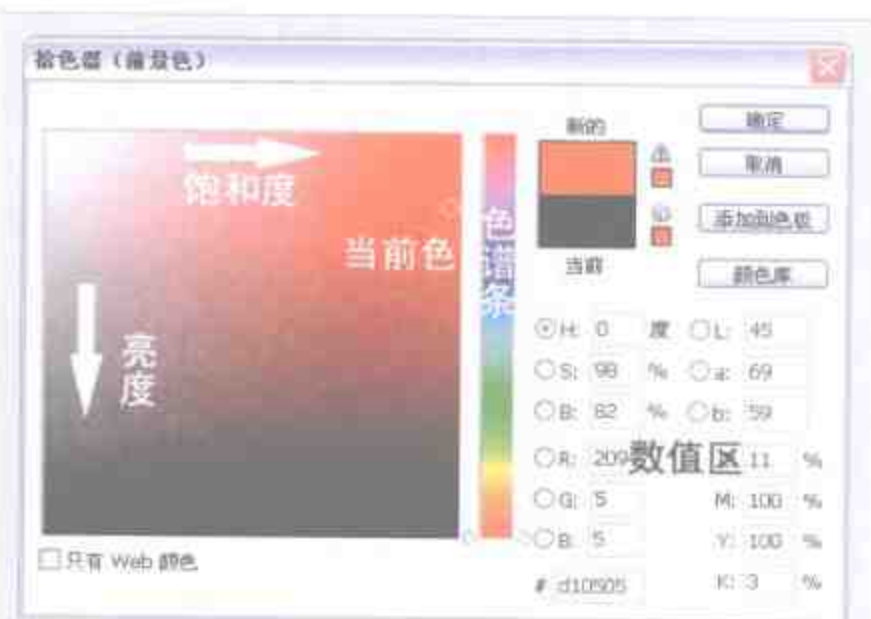 拾色器（前景色）
新的
确定
取消
添加到色板
颜色库
当前
饱和度
当前色
色谱条
亮度
H: 0 度
L: 45
S: 98 %
a: 69
B: 82 %
b: 59
R: 209
数值区
11 %
G: 5
M: 100 %
B: 5
Y: 100 %
# d10505
K: 3 %
只有 Web 颜色